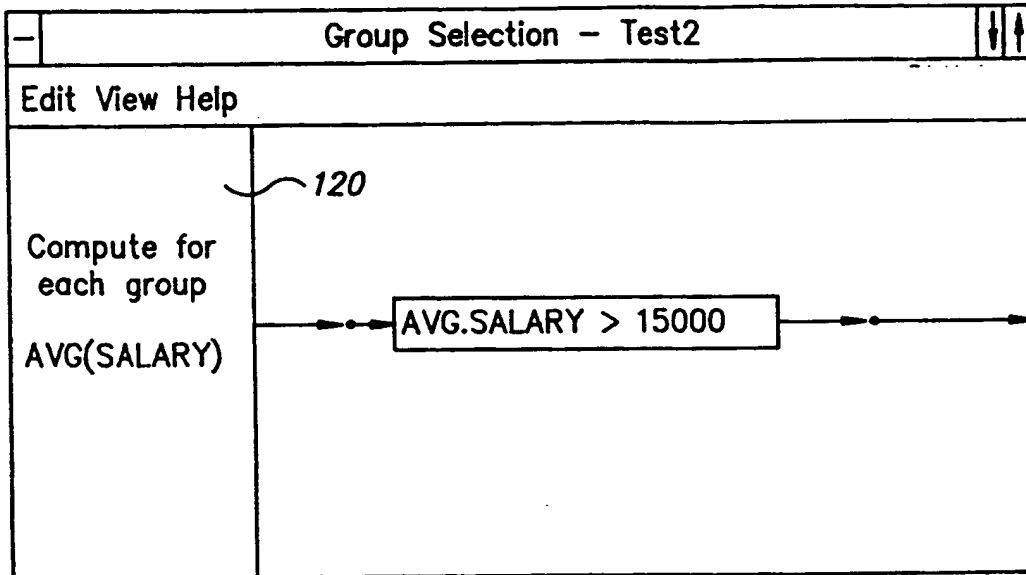 Group Selection - Test2
Edit View Help
120
Compute for
each group
AVG(SALARY)
AVG.SALARY > 15000